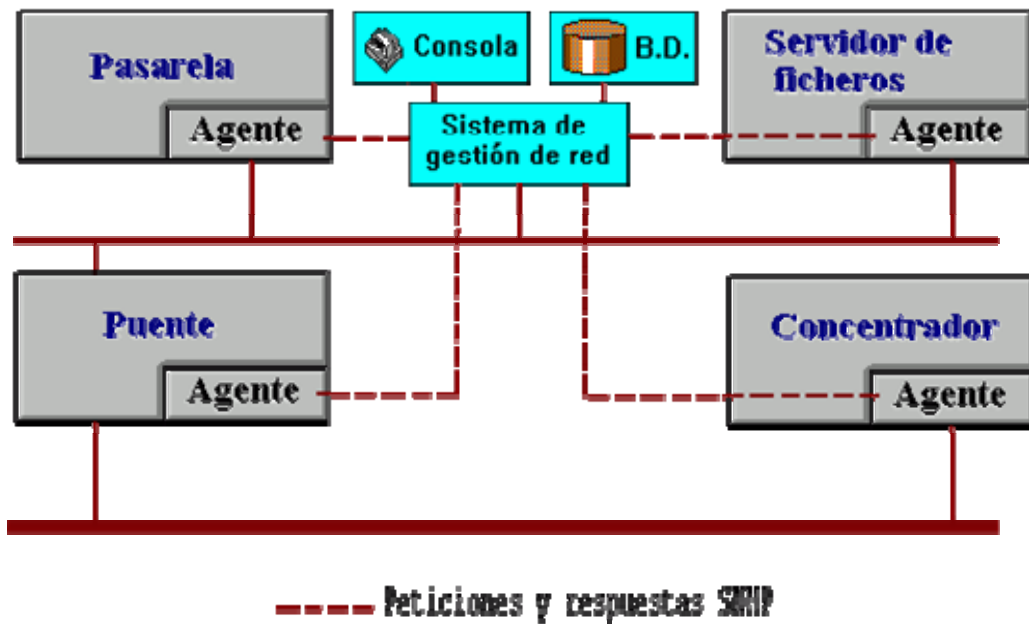 Pasarela
Agente
Consola
B.D.
Sistema de
gestión de red
Servidor de
ficheros
Agente
Puente
Agente
Concentrador
Agente
Peticiones y respuestas SNMP